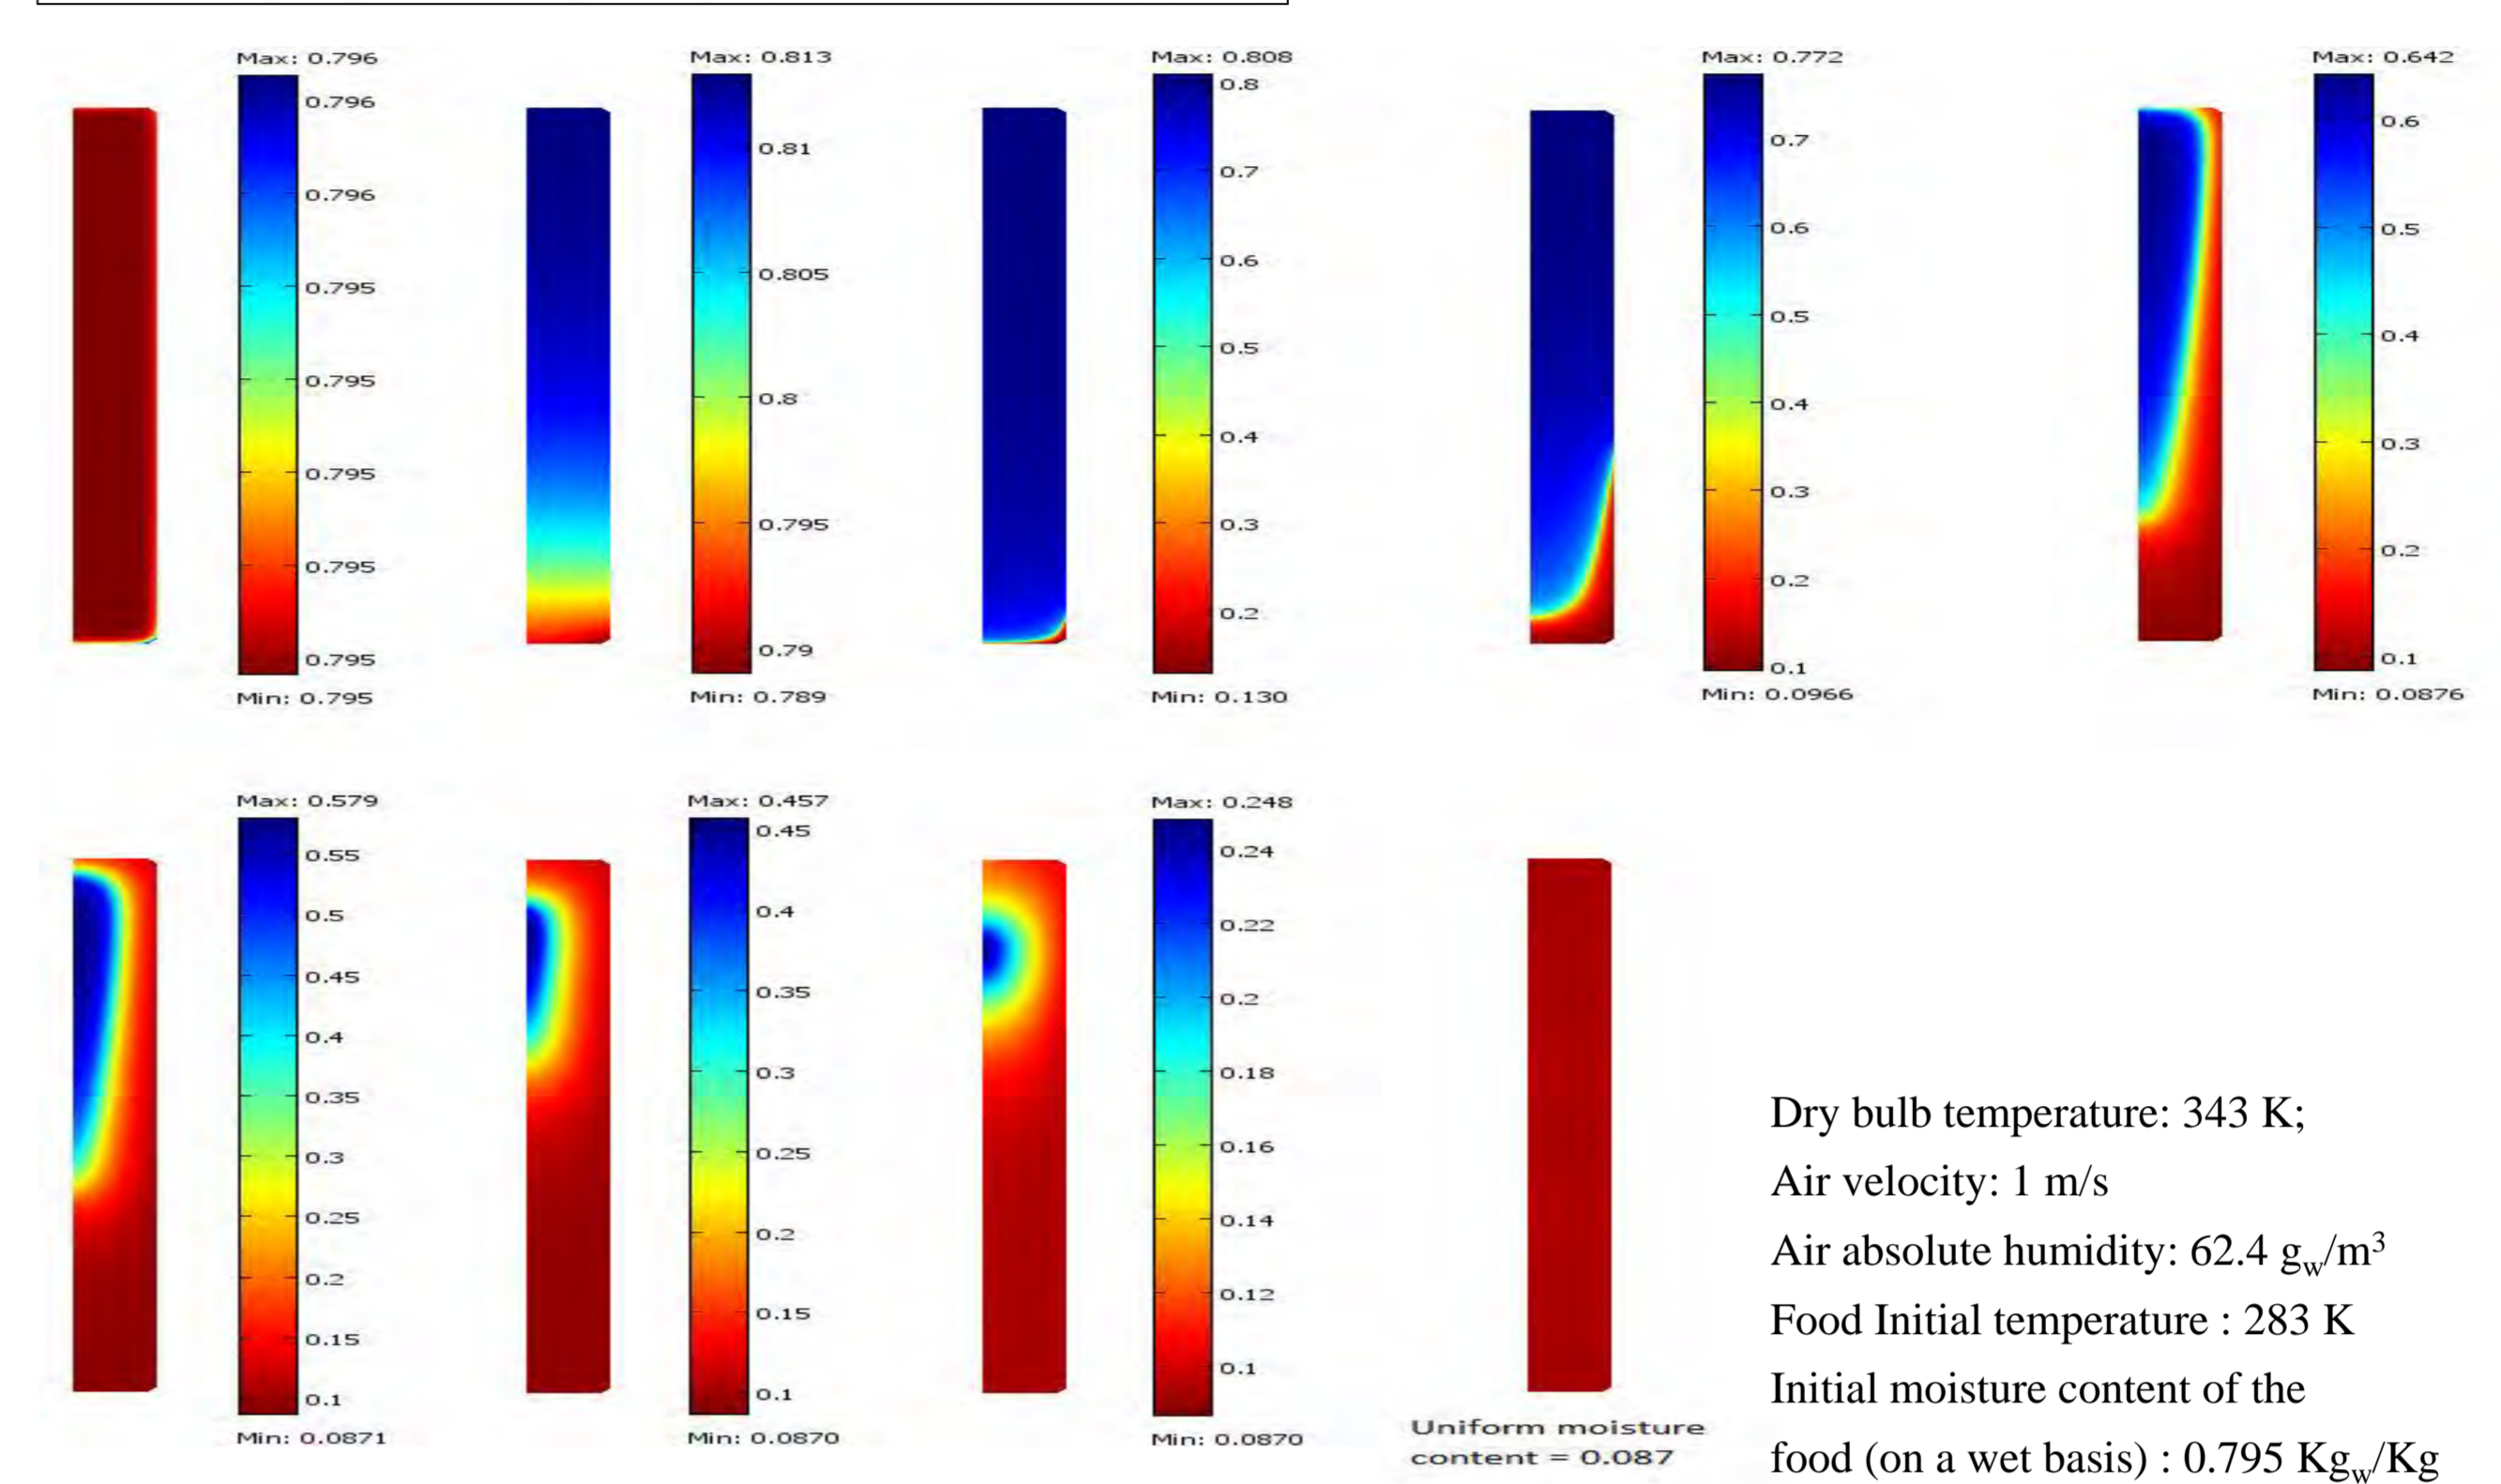 Max: 0.796
0.796
0.796
0.795
0.795
0.795
0.795
0.795
Min: 0.795
Max: 0.813
0.81
0.805
0.8
0.795
0.79
Min: 0.789
Max: 0.808
0.8
0.7
0.6
0.5
0.4
0.3
0.2
Min: 0.130
Max: 0.772
0.7
0.6
0.5
0.4
0.3
0.2
0.1
Min: 0.0966
Max: 0.642
0.6
0.5
0.4
0.3
0.2
0.1
Min: 0.0876
Max: 0.579
0.55
0.5
0.45
0.4
0.35
0.3
0.25
0.2
0.15
0.1
Min: 0.0871
Max: 0.457
0.45
0.4
0.35
0.3
0.25
0.2
0.15
0.1
Min: 0.0870
Max: 0.248
0.24
0.22
0.2
0.18
0.16
0.14
0.12
0.1
Min: 0.0870
Uniform moisture
content = 0.087
Dry bulb temperature: 343 K;
Air velocity: 1 m/s
Air absolute humidity: 62.4 g_w/m³
Food Initial temperature : 283 K
Initial moisture content of the
food (on a wet basis) : 0.795 Kg_w/Kg